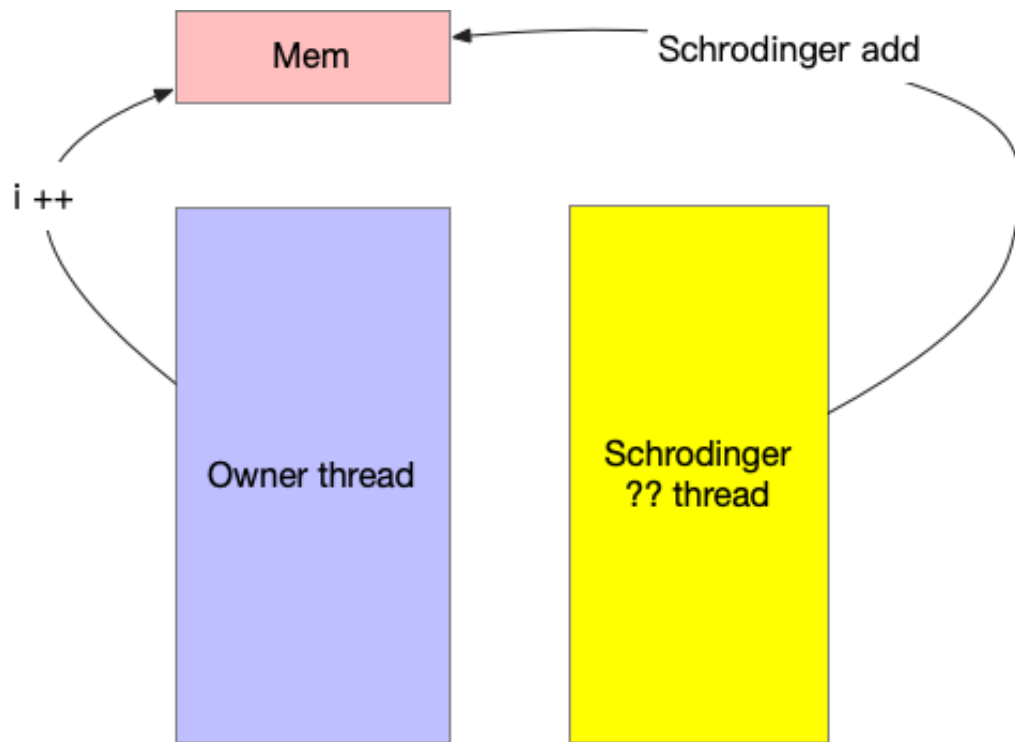 Mem
Schrodinger add
i ++
Owner thread
Schrodinger
?? thread